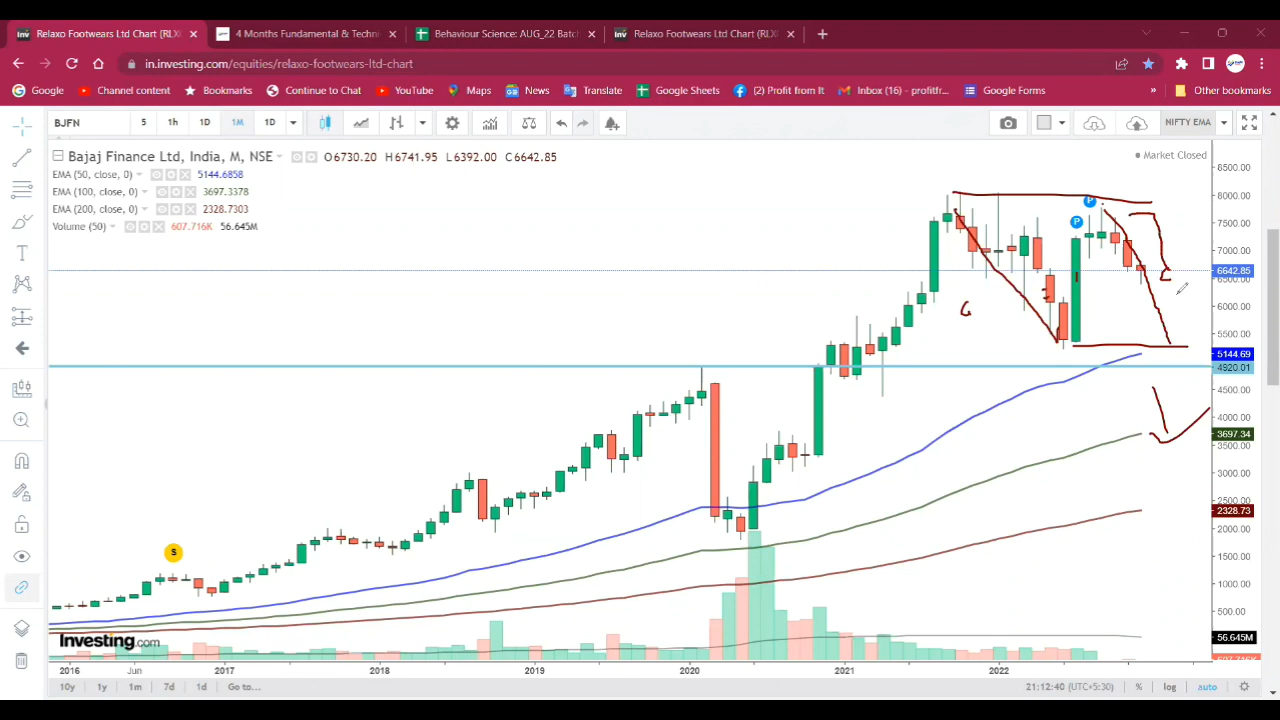 Relaxo Footwears Ltd Chart (RLX
4 Months Fundamental & Techni
Behaviour Science: AUG_22 Batch
Relaxo Footwears Ltd Chart (RLX
in.investing.com/equities/relaxo-footwears-ltd-chart
Google
Channel content
Bookmarks
Continue to Chat
YouTube
Maps
News
Translate
Google Sheets
(2) Profit from It
Inbox (16) - profitfr...
Google Forms
»
Other bookmarks
BJFN
5
1h
1D
1M
1D
NIFTY EMA
Bajaj Finance Ltd, India, M, NSE
O6730.20 H6741.95 L6392.00 C6642.85
Market Closed
EMA (50, close, 0) 5144.6858
EMA (100, close, 0) 3697.3378
EMA (200, close, 0) 2328.7303
Volume (50) 607.716K 56.645M
8500.00
8000.00
7500.00
7000.00
6642.85
6500.00
6000.00
5500.00
5144.69
4920.01
4500.00
4000.00
3697.34
3500.00
3000.00
2500.00
2328.73
2000.00
1500.00
1000.00
500.00
56.645M
P
P
S
Investing.com
2016 Jun 2017 2018 2019 2020 2021 2022
10y 1y 1m 7d 1d Go to...
21:12:40 (UTC+5:30) % log auto